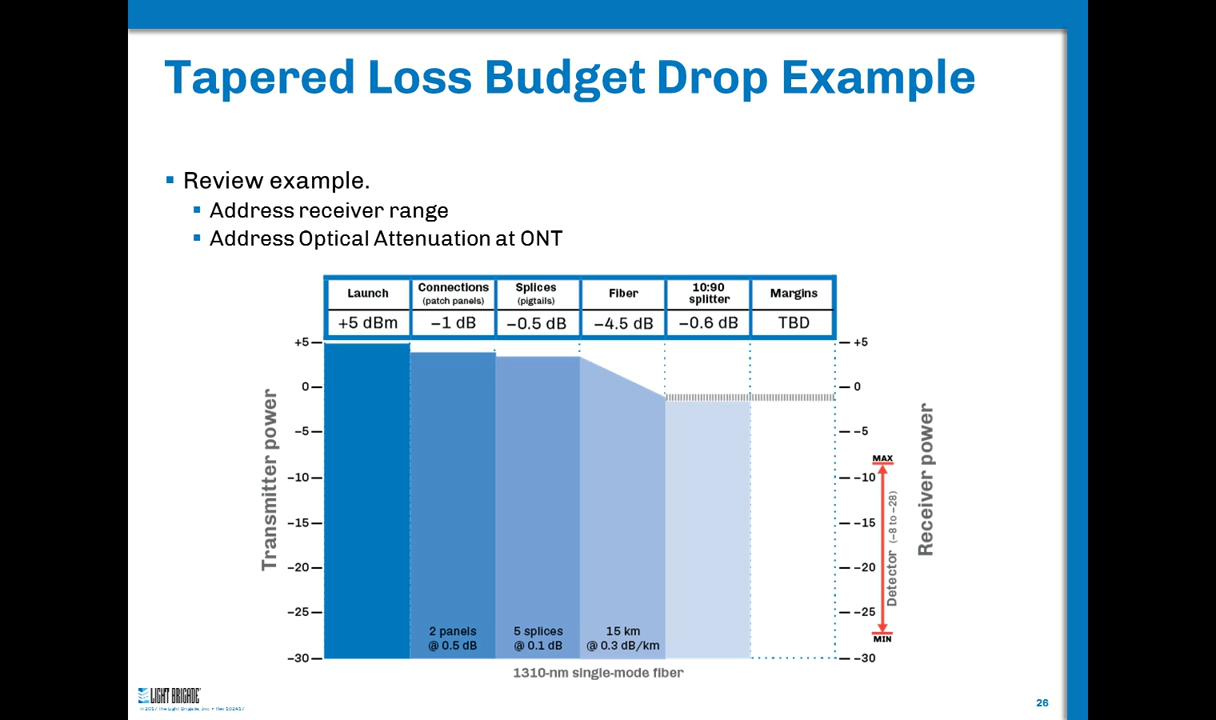 Tapered Loss Budget Drop Example
Review example.
Address receiver range
Address Optical Attenuation at ONT
Launch
Connections
(patch panels)
Splices
(pigtails)
Fiber
10:90
splitter
Margins
+5 dBm
−1 dB
−0.5 dB
−4.5 dB
−0.6 dB
TBD
Transmitter power
+5
0
−5
−10
−15
−20
−25
−30
2 panels
@ 0.5 dB
5 splices
@ 0.1 dB
15 km
@ 0.3 dB/km
+5
0
−5
−10
−15
−20
−25
−30
MAX
Detector (−8 to −28)
MIN
Receiver power
1310-nm single-mode fiber
LIGHT BRIGADE
26